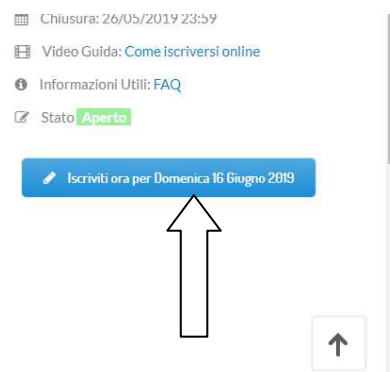 Chiusura: 26/05/2019 23:59
Video Guida: Come iscriversi online
Informazioni Utili: FAQ
Stato Aperto
Iscriviti ora per Domenica 16 Giugno 2019